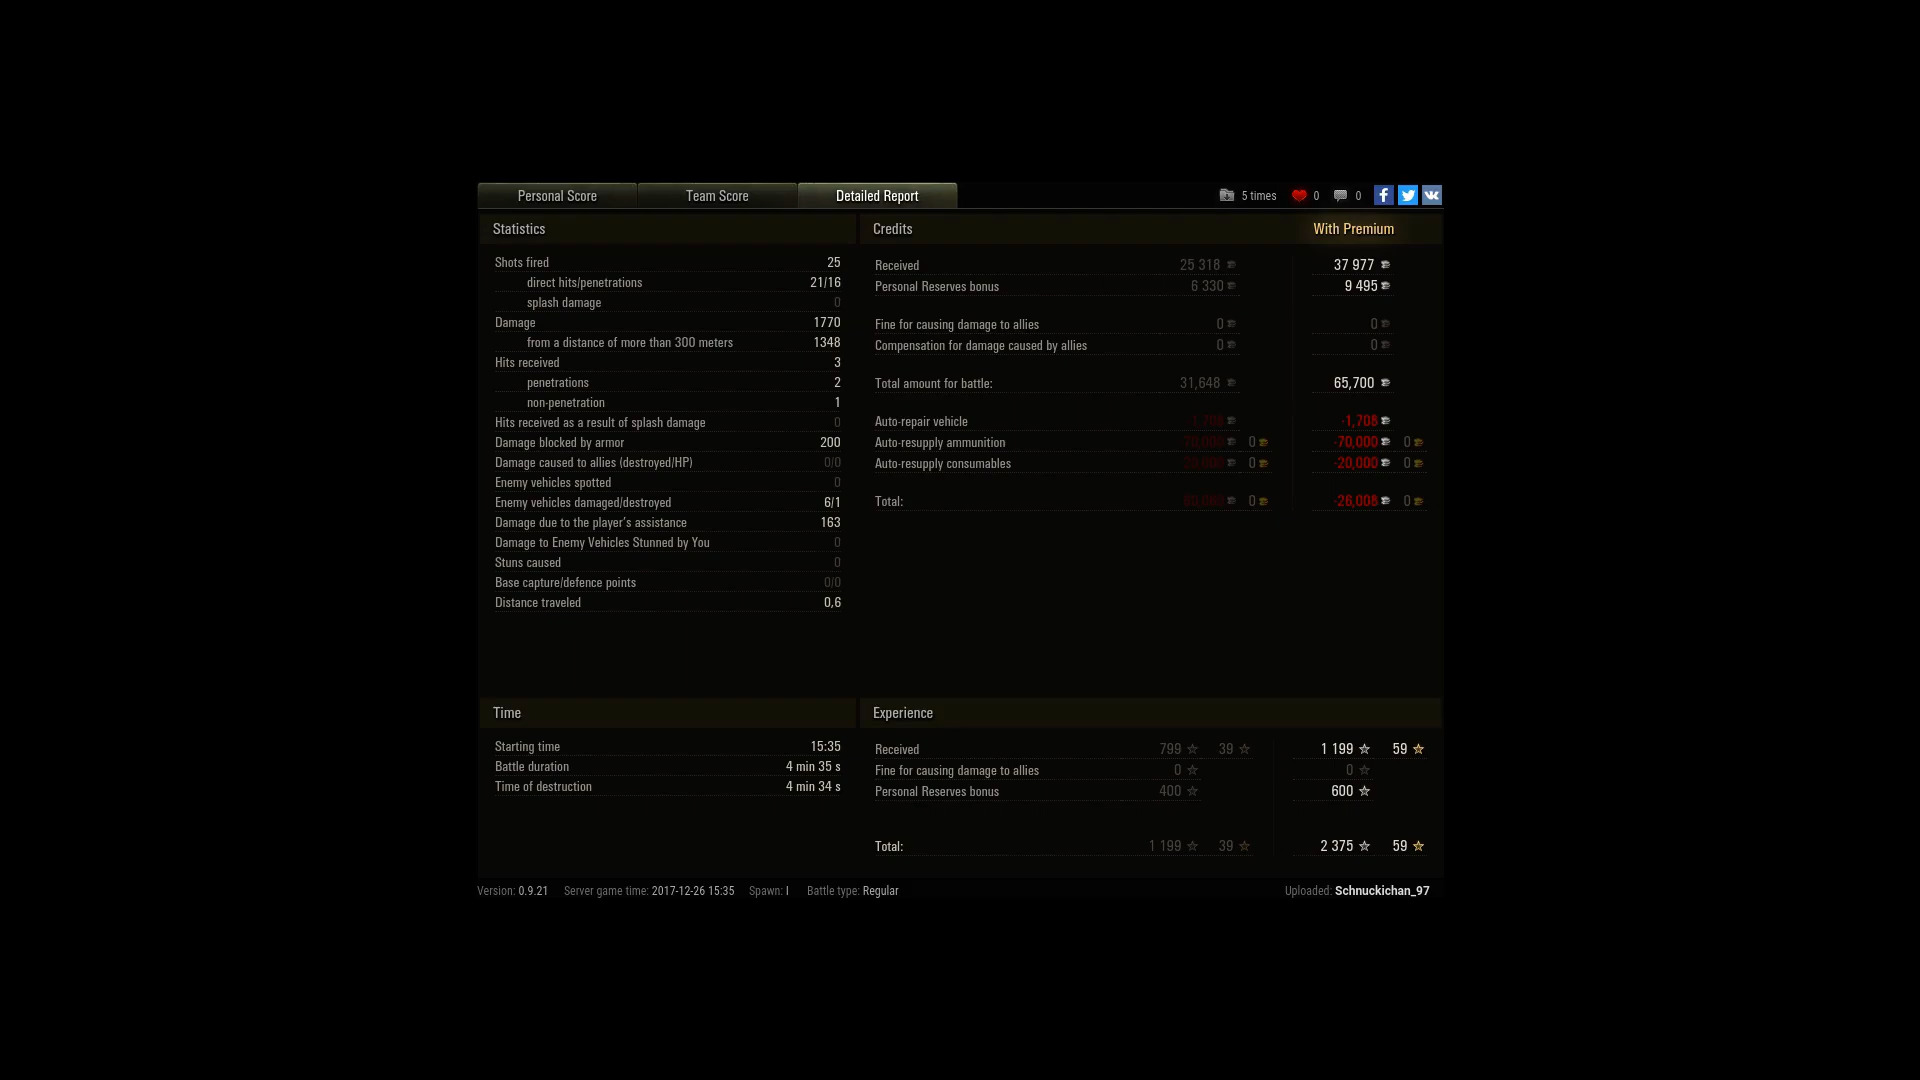 Personal Score Team Score Detailed Report 5 times 0 0
Statistics
Shots fired 25
direct hits/penetrations 21/16
splash damage 0
Damage 1770
from a distance of more than 300 meters 1348
Hits received 3
penetrations 2
non-penetration 1
Hits received as a result of splash damage 0
Damage blocked by armor 200
Damage caused to allies (destroyed/HP) 0/0
Enemy vehicles spotted 0
Enemy vehicles damaged/destroyed 6/1
Damage due to the player's assistance 163
Damage to Enemy Vehicles Stunned by You 0
Stuns caused 0
Base capture/defence points 0/0
Distance traveled 0,6
Credits With Premium
Received 25 318 37 977
Personal Reserves bonus 6 330 9 495
Fine for causing damage to allies 0 0
Compensation for damage caused by allies 0 0
Total amount for battle: 31,648 65,700
Auto-repair vehicle 1,708 -1,708
Auto-resupply ammunition 0 -70,000 0
Auto-resupply consumables 0 -20,000 0
Total: 0 -26,008 0
Time
Starting time 15:35
Battle duration 4 min 35 s
Time of destruction 4 min 34 s
Experience
Received 799 39 1 199 59
Fine for causing damage to allies 0 0
Personal Reserves bonus 400 600
Total: 1 199 39 2 375 59
Version: 0.9.21 Server game time: 2017-12-26 15:35 Spawn: I Battle type: Regular Uploaded: Schnuckichan_97